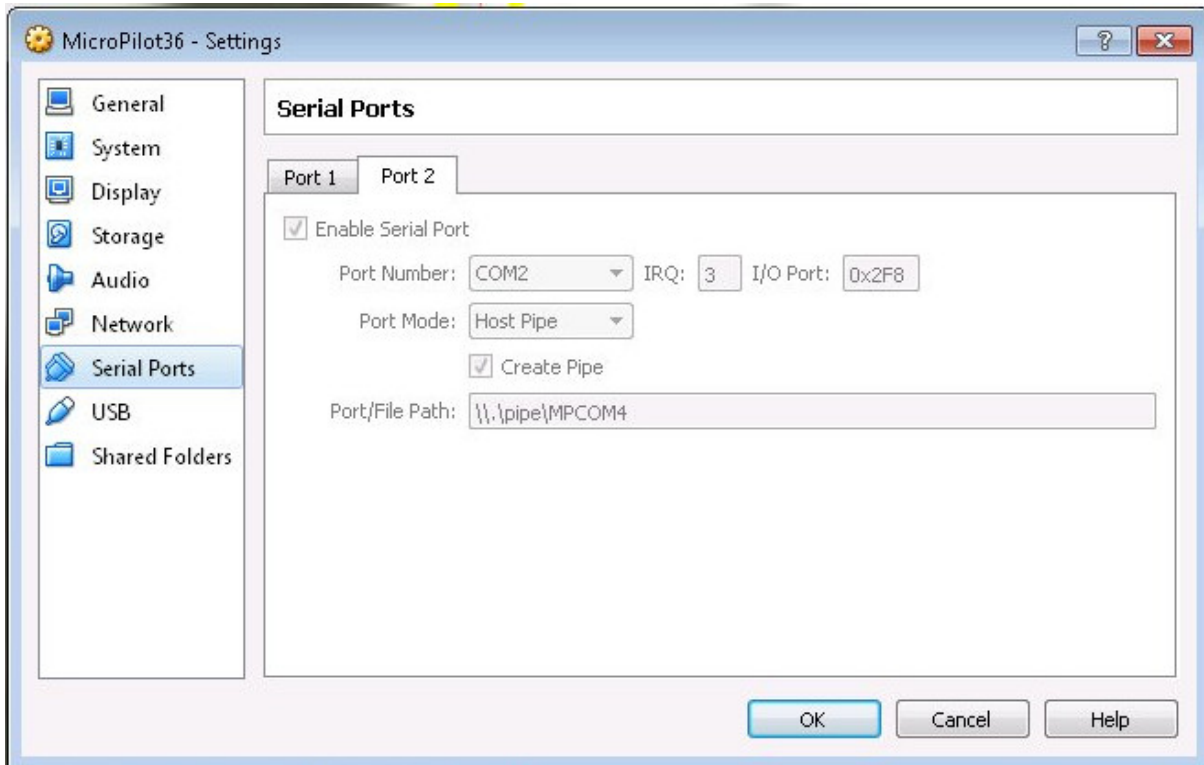 MicroPilot36 - Settings
General
System
Display
Storage
Audio
Network
Serial Ports
USB
Shared Folders
Serial Ports
Port 1 Port 2
Enable Serial Port
Port Number: COM2 IRQ: 3 I/O Port: 0x2F8
Port Mode: Host Pipe
Create Pipe
Port/File Path: \\.\pipe\MPCOM4
OK Cancel Help